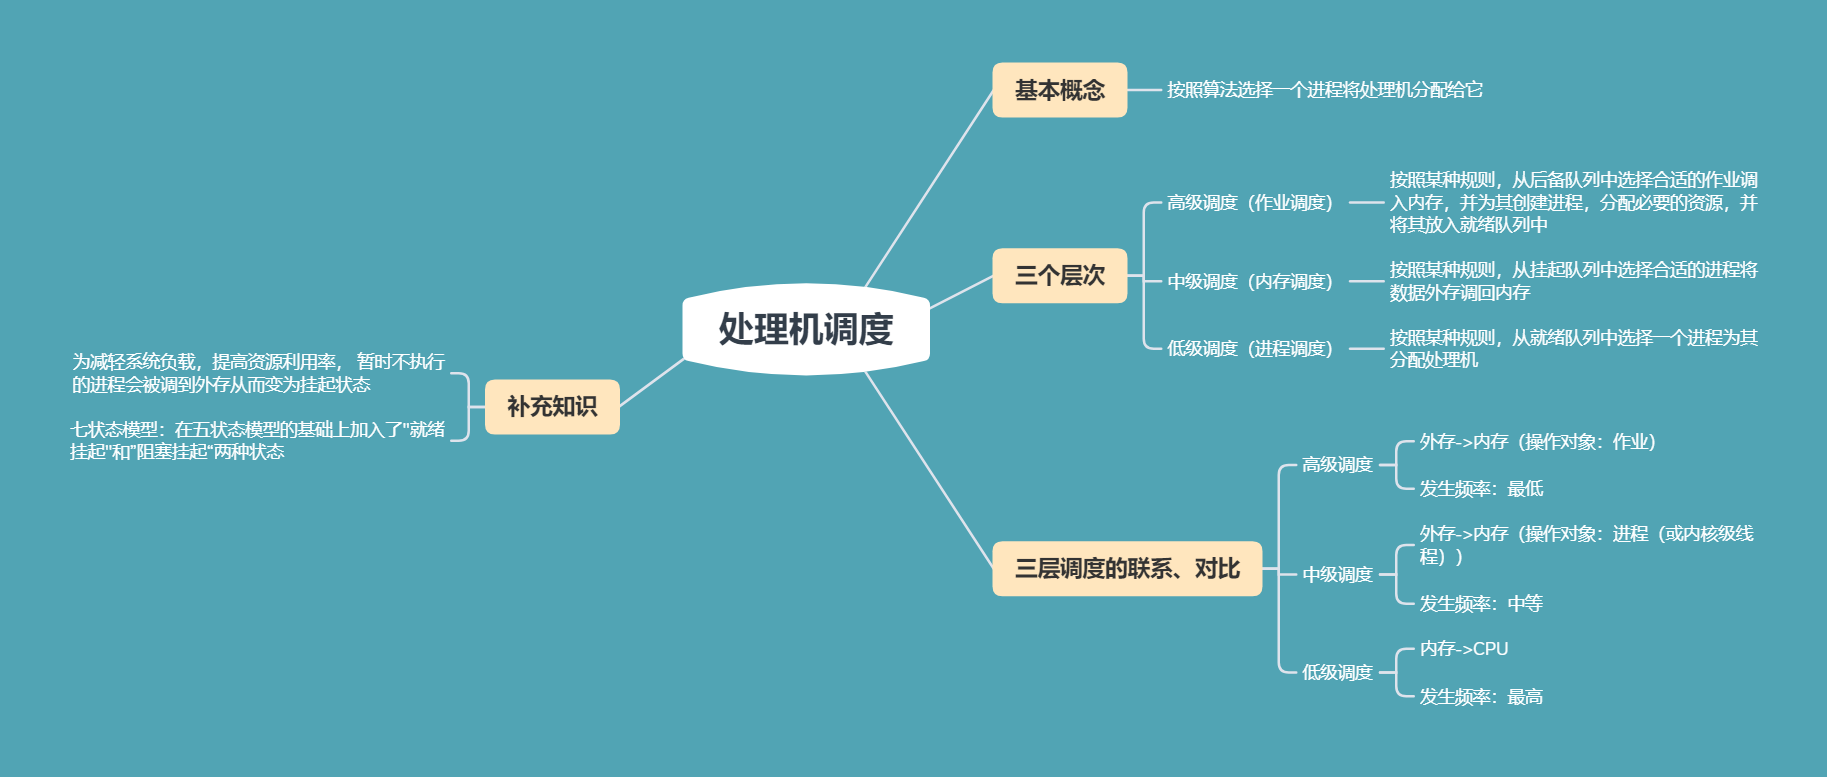 处理机调度
基本概念
按照算法选择一个进程将处理机分配给它
三个层次
高级调度（作业调度）
按照某种规则，从后备队列中选择合适的作业调
入内存，并为其创建进程，分配必要的资源，并
将其放入就绪队列中
中级调度（内存调度）
按照某种规则，从挂起队列中选择合适的进程将
数据外存调回内存
低级调度（进程调度）
按照某种规则，从就绪队列中选择一个进程为其
分配处理机
三层调度的联系、对比
高级调度
外存->内存（操作对象：作业）
发生频率：最低
中级调度
外存->内存（操作对象：进程（或内核级线
程））
发生频率：中等
低级调度
内存->CPU
发生频率：最高
补充知识
为减轻系统负载，提高资源利用率， 暂时不执行
的进程会被调到外存从而变为挂起状态
七状态模型：在五状态模型的基础上加入了"就绪
挂起"和”阻塞挂起“两种状态